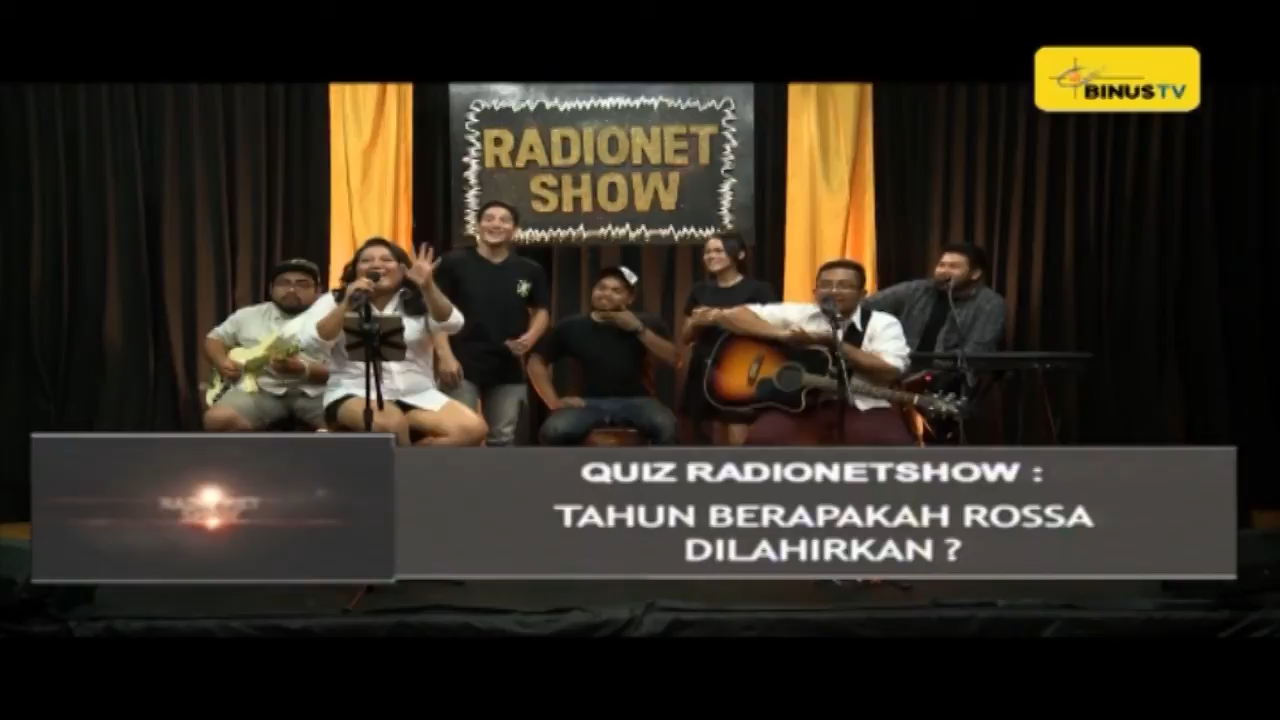 BINUSTV
RADIONET
SHOW
QUIZ RADIONETSHOW :
TAHUN BERAPAKAH ROSSA
DILAHIRKAN ?